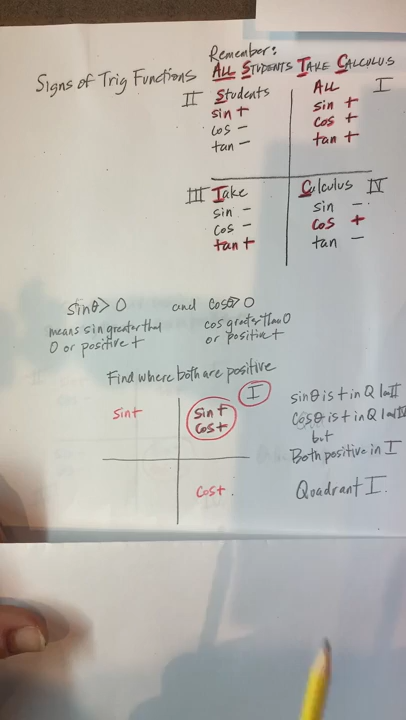 Remember:
Signs of Trig Functions
ALL STUDENTS TAKE CALCULUS
II Students
sin +
cos −
tan −
ALL I
sin +
cos +
tan +
III Take
sin −
cos −
tan +
Calculus IV
sin −
cos +
tan −
sinθ > 0 and cosθ > 0
means sin greater than
0 or positive +
cos greater than 0
or positive +
Find where both are positive
I
sin+
sin +
cos +
cos+
sinθ is + in Q I and II
cosθ is + in Q I and IV
but
Both positive in I
Quadrant I.